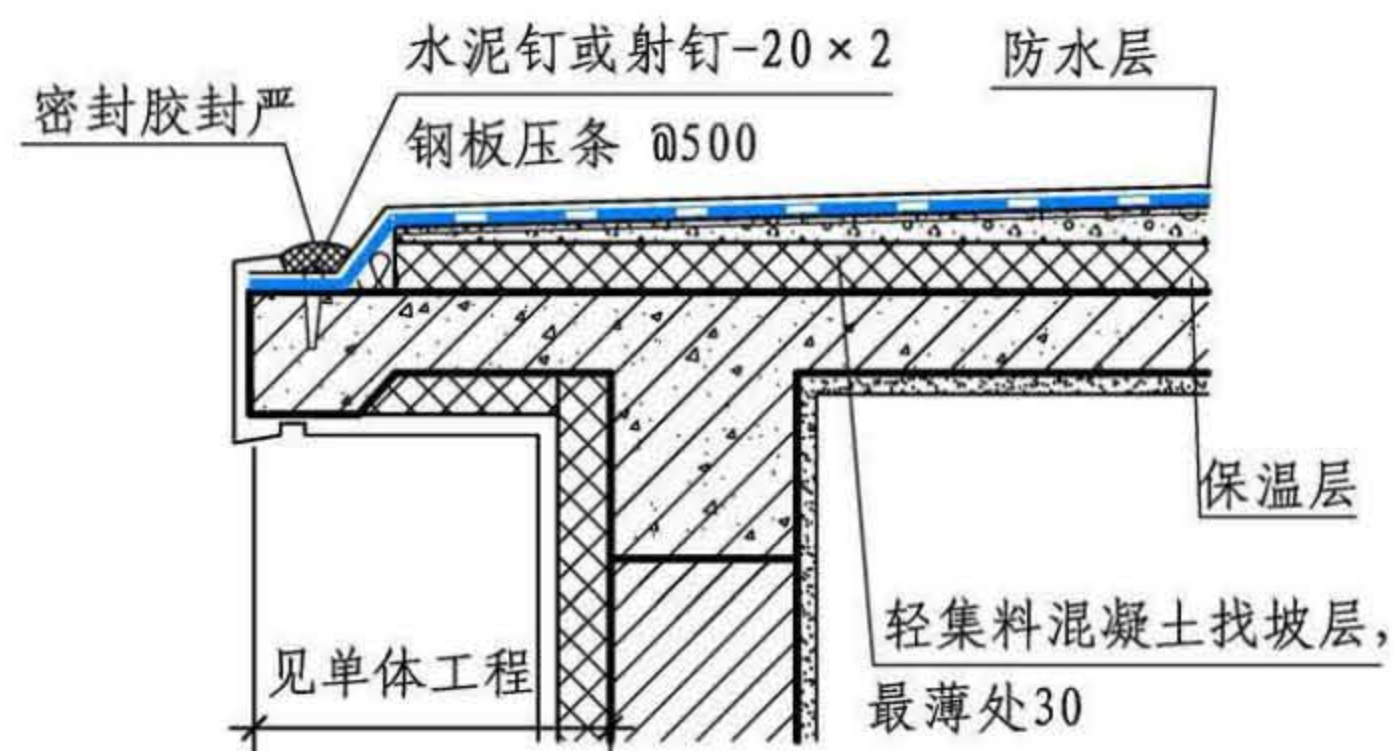 水泥钉或射钉-20×2
防水层
密封胶封严
钢板压条 @500
保温层
轻集料混凝土找坡层,
见单体工程
最薄处30